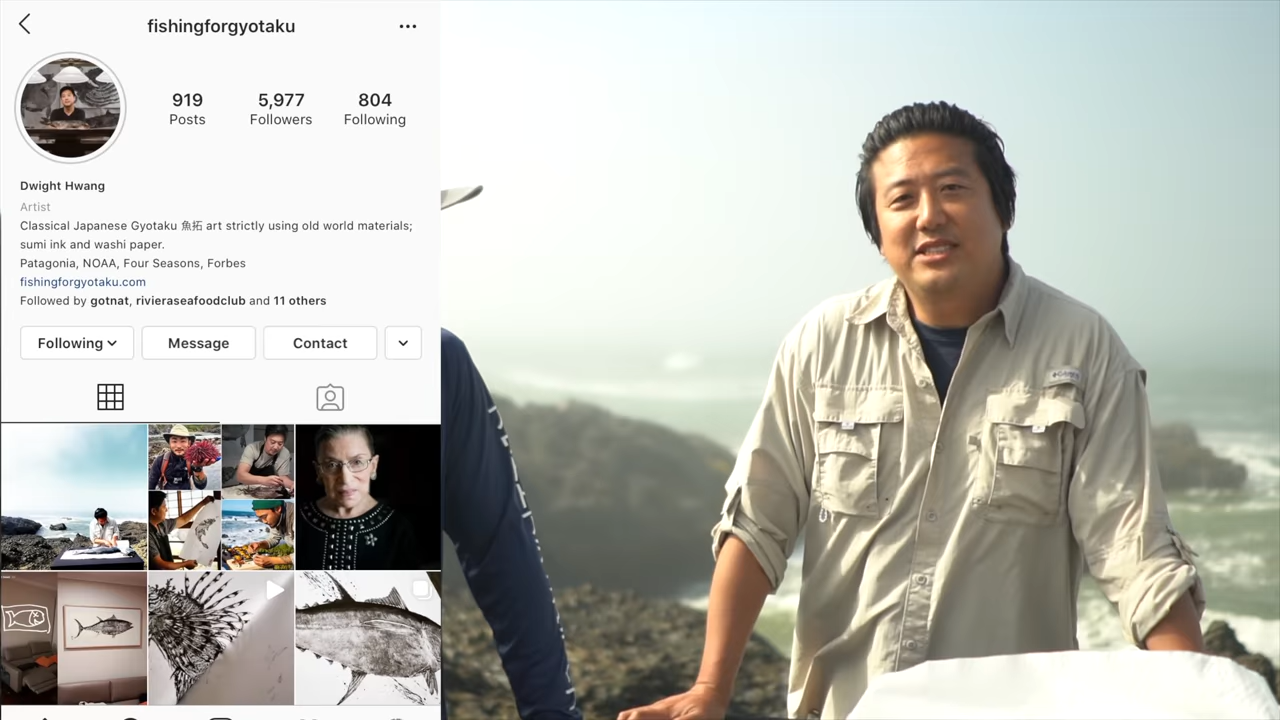 fishingforgyotaku
919
Posts
5,977
Followers
804
Following
Dwight Hwang
Artist
Classical Japanese Gyotaku 魚拓 art strictly using old world materials;
sumi ink and washi paper.
Patagonia, NOAA, Four Seasons, Forbes
fishingforgyotaku.com
Followed by gotnat, rivieraseafoodclub and 11 others
Following
Message
Contact